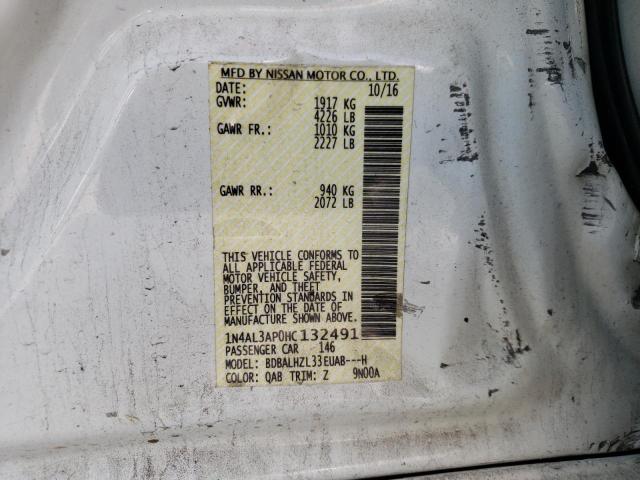 MFD BY NISSAN MOTOR CO., LTD.
DATE: 10/16
GVWR: 1917 KG
4226 LB
GAWR FR.: 1010 KG
2227 LB
GAWR RR.: 940 KG
2072 LB
THIS VEHICLE CONFORMS TO
ALL APPLICABLE FEDERAL
MOTOR VEHICLE SAFETY,
BUMPER, AND THEFT
PREVENTION STANDARDS IN
EFFECT ON THE DATE OF
MANUFACTURE SHOWN ABOVE.
1N4AL3AP0HC132491
PASSENGER CAR 146
MODEL: BDBALHZL33EUAB---H
COLOR: QAB TRIM: Z 9N00A